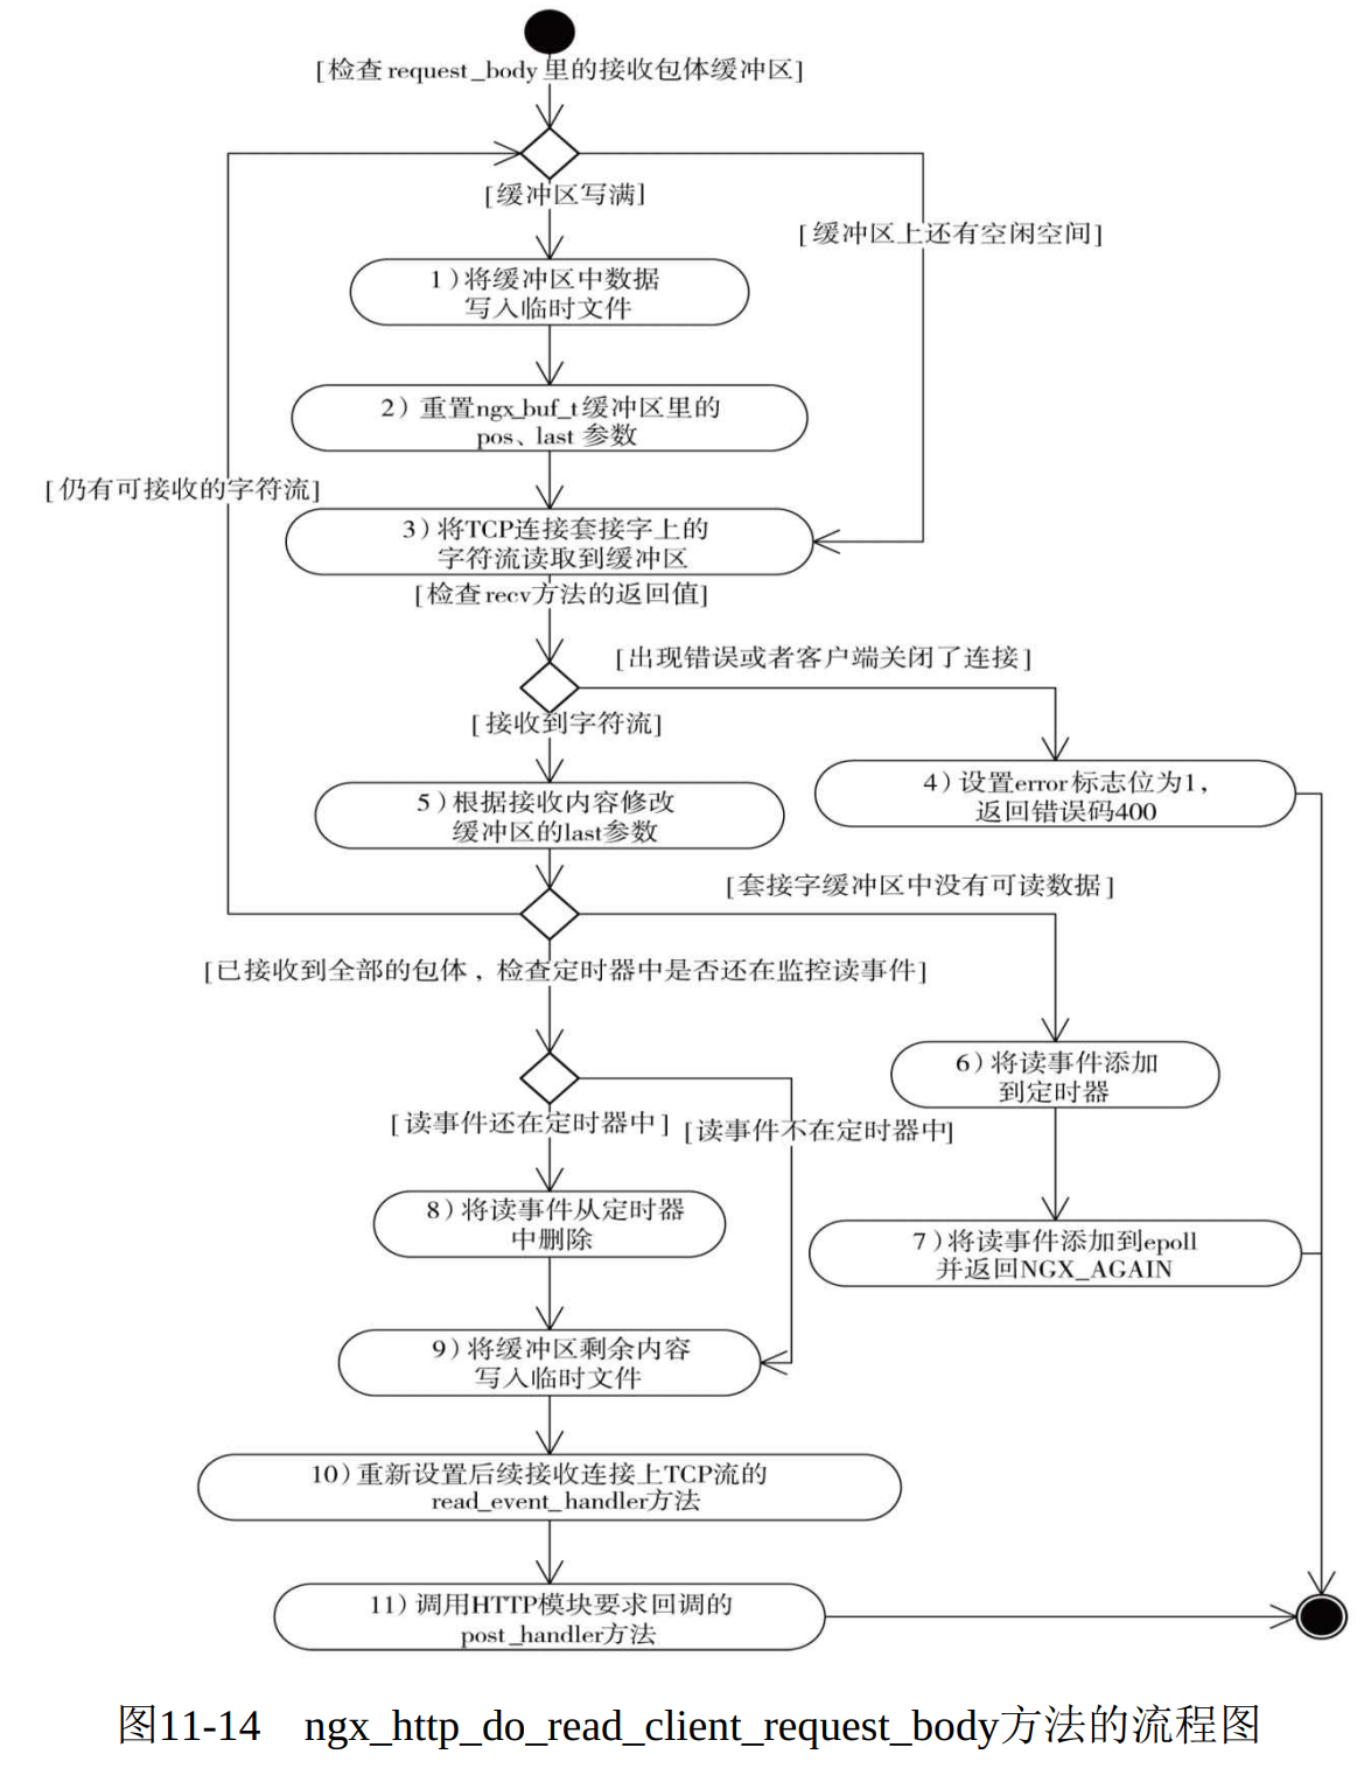 [检查request_body里的接收包体缓冲区]
[缓冲区写满]
[缓冲区上还有空闲空间]
1)将缓冲区中数据
写入临时文件
2)重置ngx_buf_t缓冲区里的
pos、last 参数
[仍有可接收的字符流]
3)将TCP连接套接字上的
字符流读取到缓冲区
[检查recv方法的返回值]
[出现错误或者客户端关闭了连接]
[接收到字符流]
4)设置error标志位为1,
返回错误码400
5)根据接收内容修改
缓冲区的last参数
[套接字缓冲区中没有可读数据]
[已接收到全部的包体,检查定时器中是否还在监控读事件]
6)将读事件添加
到定时器
[读事件还在定时器中]
[读事件不在定时器中]
8)将读事件从定时器
中删除
7)将读事件添加到epoll
并返回NGX_AGAIN
9)将缓冲区剩余内容
写入临时文件
10)重新设置后续接收连接上TCP流的
read_event_handler方法
11)调用HTTP模块要求回调的
post_handler方法
图11-14 ngx_http_do_read_client_request_body方法的流程图